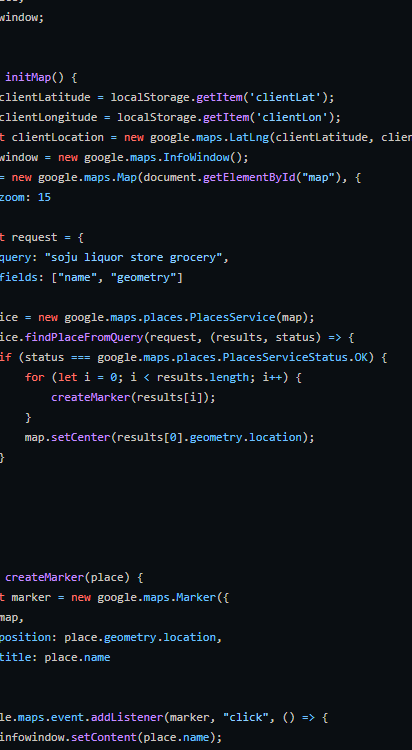 window;
initMap() {
clientLatitude = localStorage.getItem('clientLat');
clientLongitude = localStorage.getItem('clientLon');
t clientLocation = new google.maps.LatLng(clientLatitude, clien
window = new google.maps.InfoWindow();
= new google.maps.Map(document.getElementById("map"), {
zoom: 15
t request = {
query: "soju liquor store grocery",
fields: ["name", "geometry"]
ice = new google.maps.places.PlacesService(map);
ice.findPlaceFromQuery(request, (results, status) => {
if (status === google.maps.places.PlacesServiceStatus.OK) {
for (let i = 0; i < results.length; i++) {
createMarker(results[i]);
}
map.setCenter(results[0].geometry.location);
}
createMarker(place) {
t marker = new google.maps.Marker({
map,
position: place.geometry.location,
title: place.name
le.maps.event.addListener(marker, "click", () => {
infowindow.setContent(place.name);